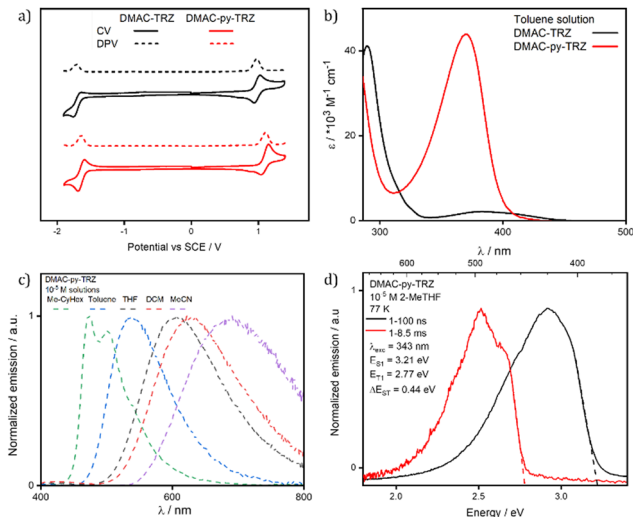 a)
DMAC-TRZ DMAC-py-TRZ
CV
DPV
−2 −1 0 1
Potential vs SCE / V
b)
Toluene solution
DMAC-TRZ
DMAC-py-TRZ
ε / *10³ M⁻¹ cm⁻¹
40
20
0
300 400 500
λ / nm
c)
DMAC-py-TRZ
10⁻⁵ M solutions
Me-CyHex Toluene THF DCM MeCN
Normalized emission / a.u.
1
0
400 600 800
λ / nm
600 500 400
d)
DMAC-py-TRZ
10⁻⁵ M 2-MeTHF
77 K
1-100 ns
1-8.5 ms
λexc = 343 nm
ES1 = 3.21 eV
ET1 = 2.77 eV
ΔEST = 0.44 eV
Normalized emission / a.u.
1
0
2.0 2.5 3.0
Energy / eV